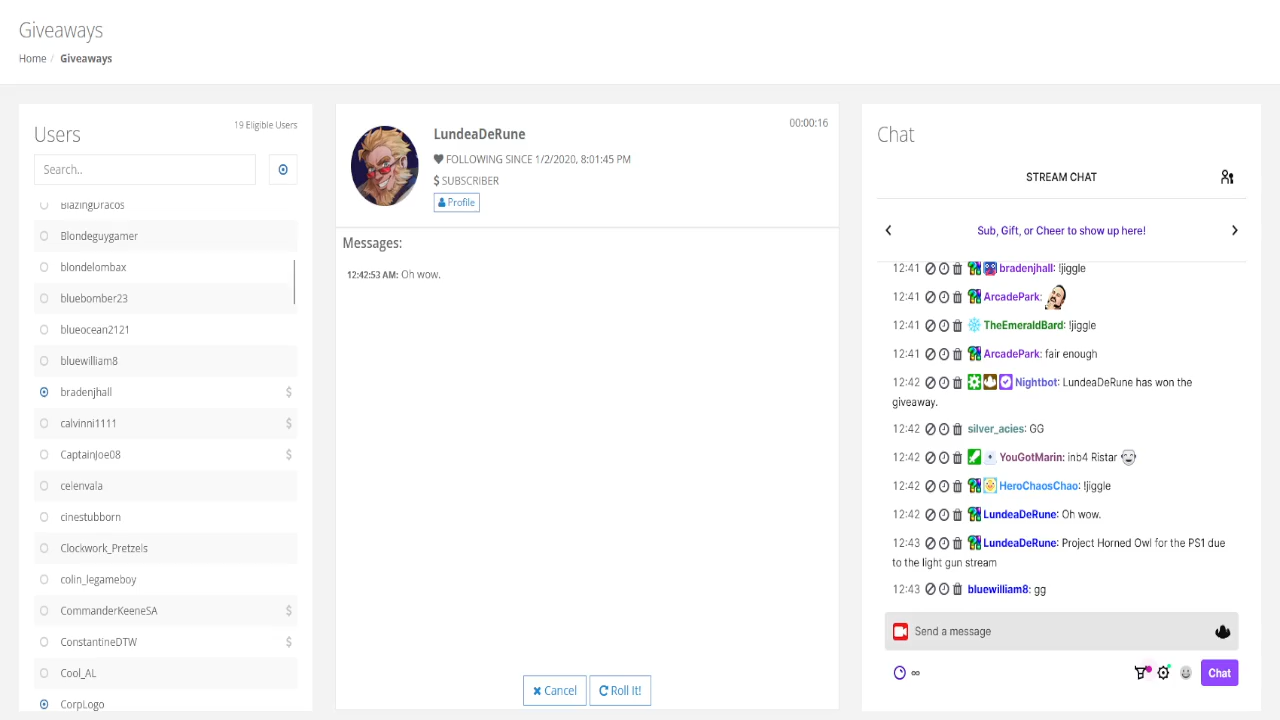 Giveaways
Home / Giveaways
Users
19 Eligible Users
Search..
BlazingDracos
Blondeguygamer
blondelombax
bluebomber23
blueocean2121
bluewilliam8
bradenjhall $
calvinni1111 $
CaptainJoe08 $
celenvala
cinestubborn
Clockwork_Pretzels
colin_legameboy
CommanderKeeneSA $
ConstantineDTW $
Cool_AL
CorpLogo
LundeaDeRune
00:00:16
FOLLOWING SINCE 1/2/2020, 8:01:45 PM
$ SUBSCRIBER
Profile
Messages:
12:42:53 AM: Oh wow.
Cancel
Roll It!
Chat
STREAM CHAT
Sub, Gift, or Cheer to show up here!
12:41 bradenjhall: !jiggle
12:41 ArcadePark:
12:41 TheEmeraldBard: !jiggle
12:41 ArcadePark: fair enough
12:42 Nightbot: LundeaDeRune has won the
giveaway.
12:42 silver_acies: GG
12:42 YouGotMarin: inb4 Ristar
12:42 HeroChaosChao: !jiggle
12:42 LundeaDeRune: Oh wow.
12:43 LundeaDeRune: Project Horned Owl for the PS1 due
to the light gun stream
12:43 bluewilliam8: gg
Send a message
∞
Chat